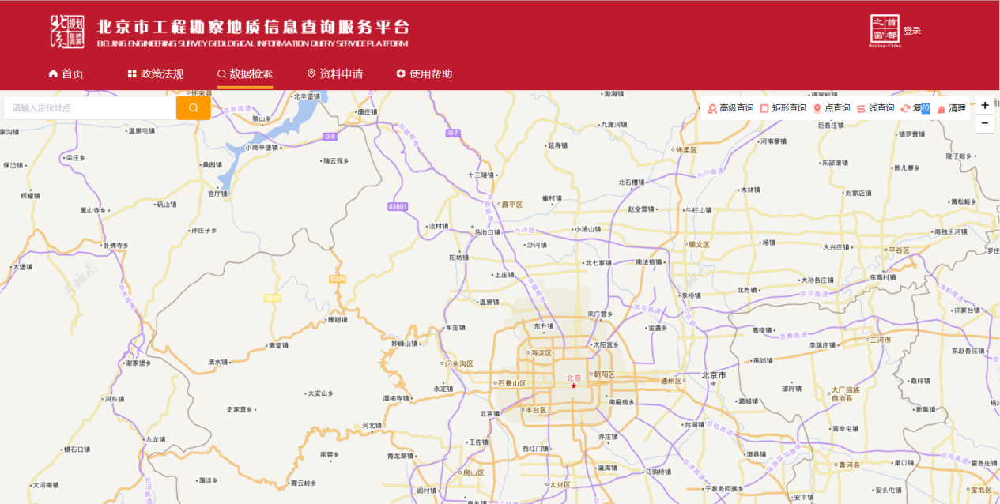 北京市工程勘察地质信息查询服务平台
BEIJING ENGINEERING SURVEY GEOLOGICAL INFORMATION QUERY SERVICE PLATFORM
规划
自然
资源
首都
之窗
Beijing-China
登录
首页
政策法规
数据检索
资料申请
使用帮助
请输入定位地点
高级查询
矩形查询
点查询
线查询
复位
清理
+
−
怀来县
北辛堡镇
渤海镇
京新高速
康庄镇
狼山乡
九渡河镇
巨各庄镇
温泉屯镇
G6
G7
镇罗营镇
河南寨镇
小南辛堡镇
延寿镇
怀柔区
栾庄乡
瑞云观乡
陡子峪乡
保岱镇
桑园镇
东邵渠镇
熊儿寨乡
十三陵镇
大广高速
北石槽镇
官厅镇
木林镇
刘家店镇
辉耀镇
崔村镇
矾山镇
S3801
昌平区
黄松峪乡
黑山寺乡
赵全营镇
牛栏山镇
孙庄子乡
流村镇
马池口镇
六环路
小汤山镇
南独乐河镇
卧佛寺乡
沙河镇
顺义区
杨镇
大兴庄镇
平谷区
阳坊镇
北七家镇
南法信镇
大堡镇
上庄镇
G234
大孙各庄镇
东高村镇
北务镇
京平高速
温泉镇
李桥镇
许家台镇
雁翅镇
来广营乡
军庄镇
东升镇
金盏乡
高楼镇
京秦高速
三河市
斋堂镇
妙峰山镇
太阳宫乡
李旗庄镇
东赵各庄镇
海淀区
清水镇
谢家堡乡
门头沟区
燕郊镇
北京
朝阳区
北京市
石景山区
通州区
桑梓镇
永定镇
邵府镇
大厂回族
自治县
大安山乡
河东镇
潭柘寺镇
南磨房乡
潞城镇
史家营乡
丰台区
北宫镇
新集镇
河北镇
台湖镇
京哈高速
蒋辛屯镇
九龙镇
王佐镇
亦庄镇
蟒石口镇
西红门镇
南窖乡
青龙湖镇
漷县镇
香河县
渠口镇
霍各庄镇
房山区
瀛海镇
马驹桥镇
蒲洼乡
霞云岭乡
大河南镇
阎村镇
大兴区
于家务回族乡
安平镇
安头屯镇
宝坻区